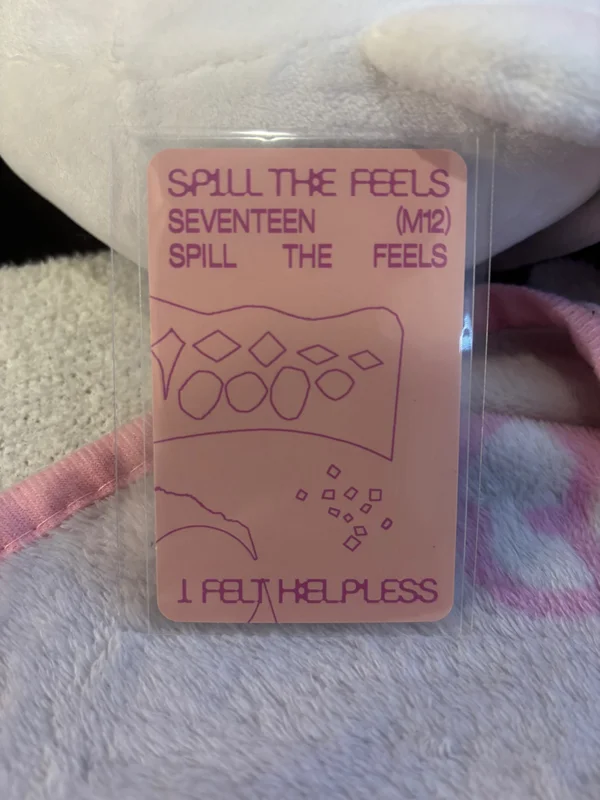 SPILL THE FEELS
SEVENTEEN (M12)
SPILL THE FEELS
I FELT HELPLESS